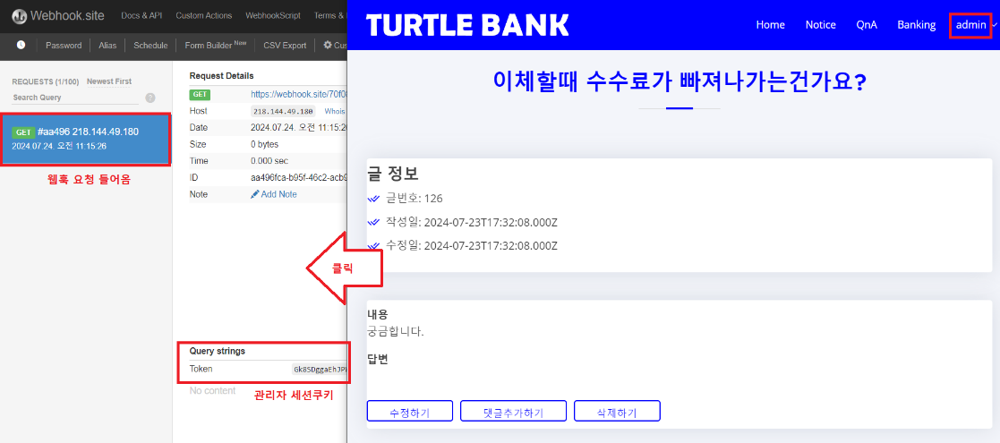 Webhook.site Docs & API Custom Actions WebhookScript Terms &
Password Alias Schedule Form Builder New CSV Export Cus
REQUESTS (1/100) Newest First
Search Query ?
GET #aa496 218.144.49.180
2024.07.24. 오전 11:15:26
웹훅 요청 들어옴
Request Details
GET https://webhook.site/70f08
Host 218.144.49.180 Whois
Date 2024.07.24. 오전 11:15:26
Size 0 bytes
Time 0.000 sec
ID aa496fca-b95f-46c2-acb9
Note Add Note
클릭
Query strings
Token Gk8SDggaEhJPi
No content
관리자 세션쿠키
TURTLE BANK Home Notice QnA Banking admin
이체할때 수수료가 빠져나가는건가요?
글 정보
글번호: 126
작성일: 2024-07-23T17:32:08.000Z
수정일: 2024-07-23T17:32:08.000Z
내용
궁금합니다.
답변
수정하기 댓글추가하기 삭제하기